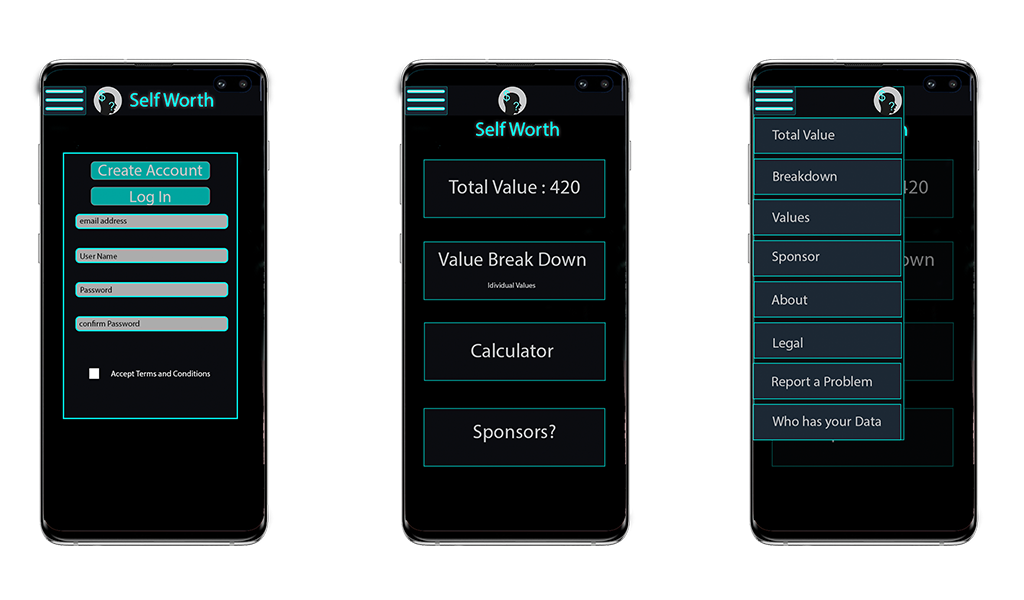 $
?
Self Worth
Create Account
Log In
email address
User Name
Password
confirm Password
Accept Terms and Conditions
$
?
Self Worth
Total Value : 420
Value Break Down
Idividual Values
Calculator
Sponsors?
$
?
Total Value
Breakdown
Values
Sponsor
About
Legal
Report a Problem
Who has your Data
h
420
own